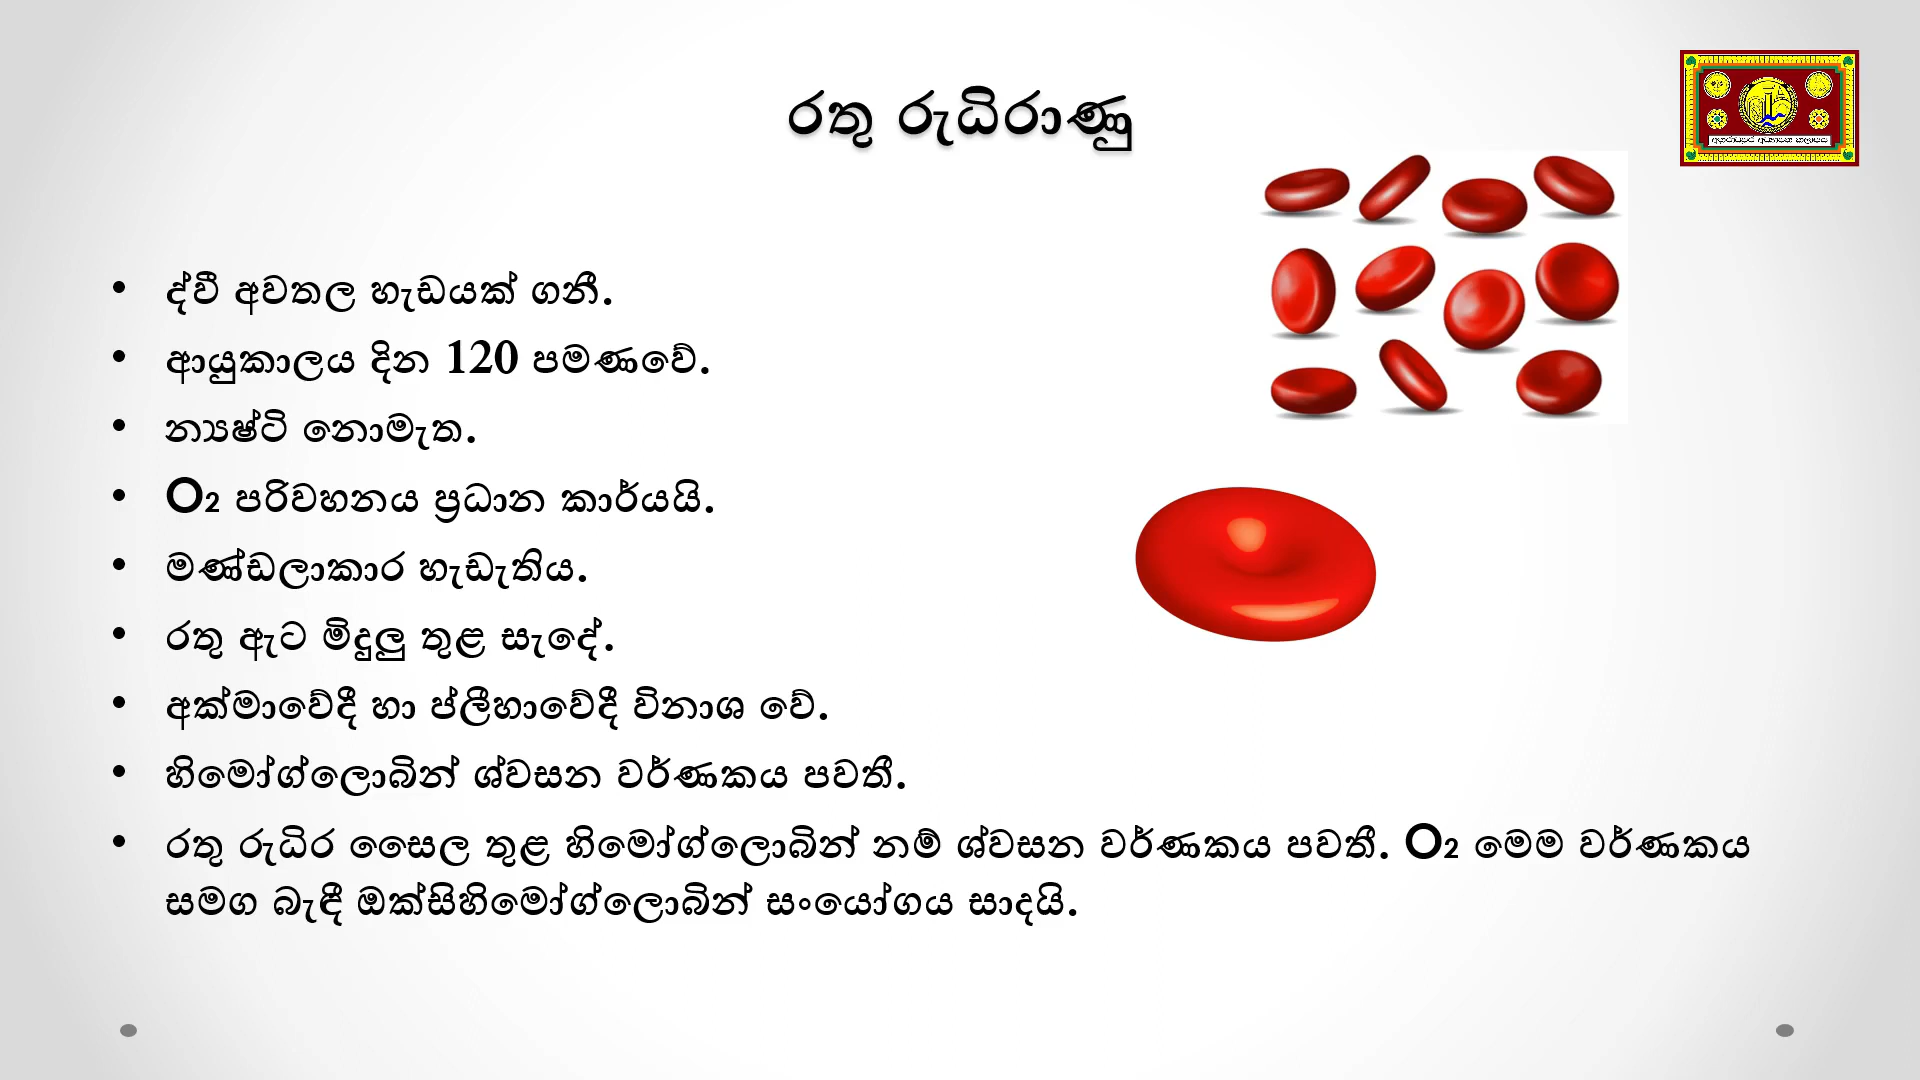 රතු රුධිරාණු
• ද්වී අවතල හැඩයක් ගනී.
• ආයුකාලය දින 120 පමණවේ.
• න්‍යෂ්ටි නොමැත.
• O₂ පරිවහනය ප්‍රධාන කාර්යයි.
• මණ්ඩලාකාර හැඩැතිය.
• රතු ඇට මිදුලු තුළ සැදේ.
• අක්මාවේදී හා ප්ලීහාවේදී විනාශ වේ.
• හිමෝග්ලොබින් ශ්වසන වර්ණකය පවතී.
• රතු රුධිර සෛල තුළ හිමෝග්ලොබින් නම් ශ්වසන වර්ණකය පවතී. O₂ මෙම වර්ණකය
සමග බැඳී ඔක්සිහිමෝග්ලොබින් සංයෝගය සාදයි.